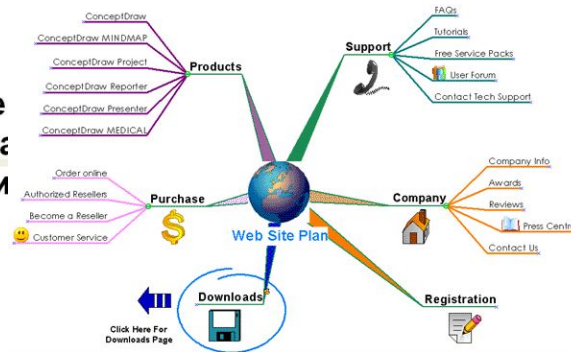 ConceptDraw
ConceptDraw MINDMAP
ConceptDraw Project
ConceptDraw Reporter
ConceptDraw Presenter
ConceptDraw MEDICAL
Products
Support
FAQs
Tutorials
Free Service Packs
User Forum
Contact Tech Support
Order online
Authorized Resellers
Become a Reseller
Customer Service
Purchase
Web Site Plan
Company
Company Info
Awards
Reviews
Press Centre
Contact Us
Downloads
Click Here For
Downloads Page
Registration